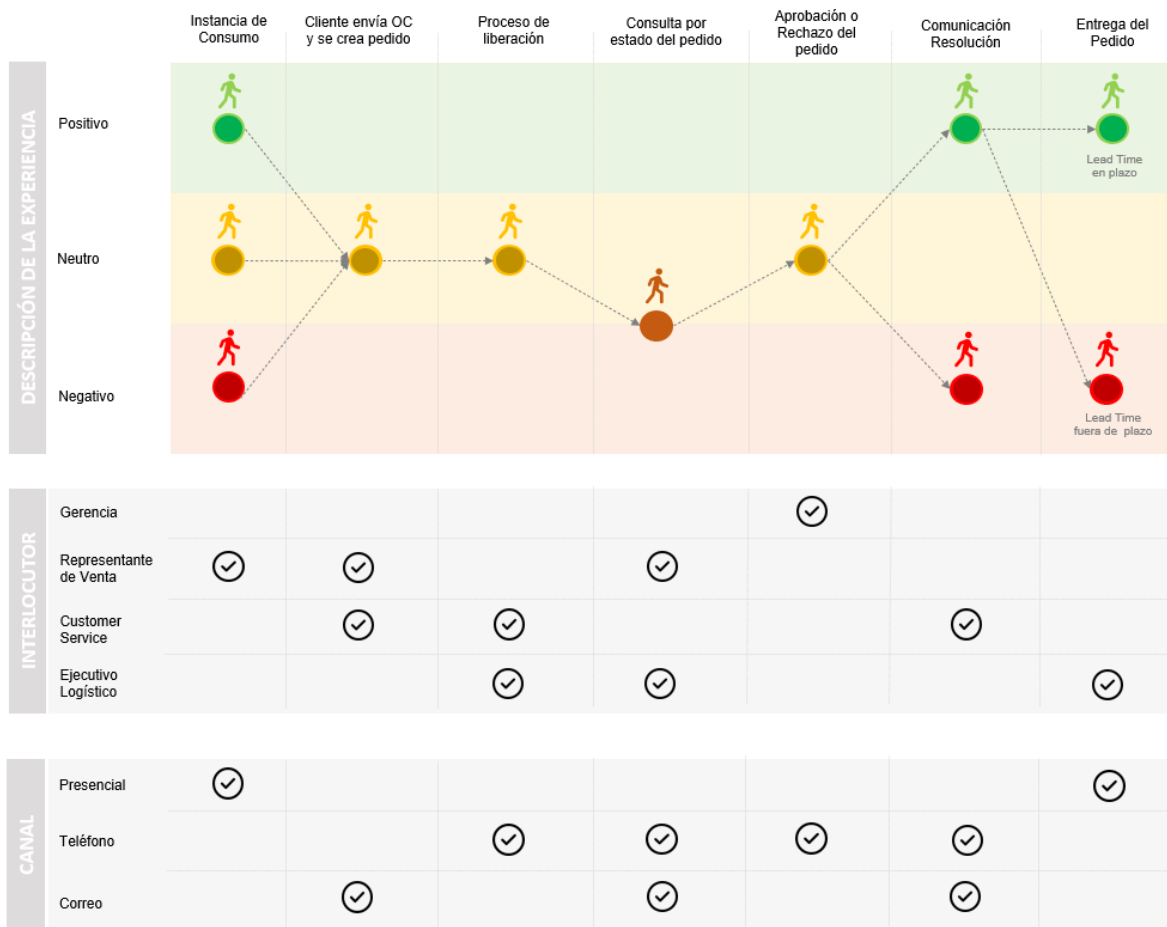 Instancia de
Consumo
Cliente envía OC
y se crea pedido
Proceso de
liberación
Consulta por
estado del pedido
Aprobación o
Rechazo del
pedido
Comunicación
Resolución
Entrega del
Pedido
DESCRIPCIÓN DE LA EXPERIENCIA
Positivo
Lead Time
en plazo
Neutro
Negativo
Lead Time
fuera de plazo
INTERLOCUTOR
Gerencia
Representante
de Venta
Customer
Service
Ejecutivo
Logístico
CANAL
Presencial
Teléfono
Correo